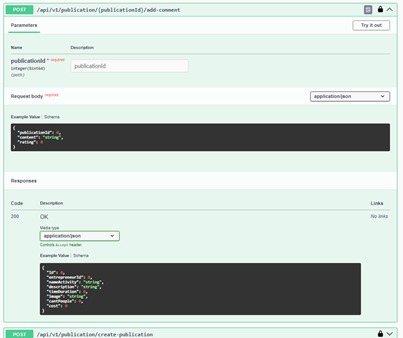 POST /api/v1/publication/{publicationId}/add-comment
Parameters
Try it out
Name Description
publicationId * required
integer($int64)
(path)
publicationId
Request body required
application/json
Example Value | Schema
{
"publicationId": 0,
"content": "string",
"rating": 0
}
Responses
Code Description Links
200 OK No links
Media type
application/json
Controls Accept header.
Example Value | Schema
{
"id": 0,
"entrepreneurId": 0,
"nameActivity": "string",
"description": "string",
"timeDuration": 0,
"image": "string",
"cantPeople": 0,
"cost": 0
}
POST /api/v1/publication/create-publication